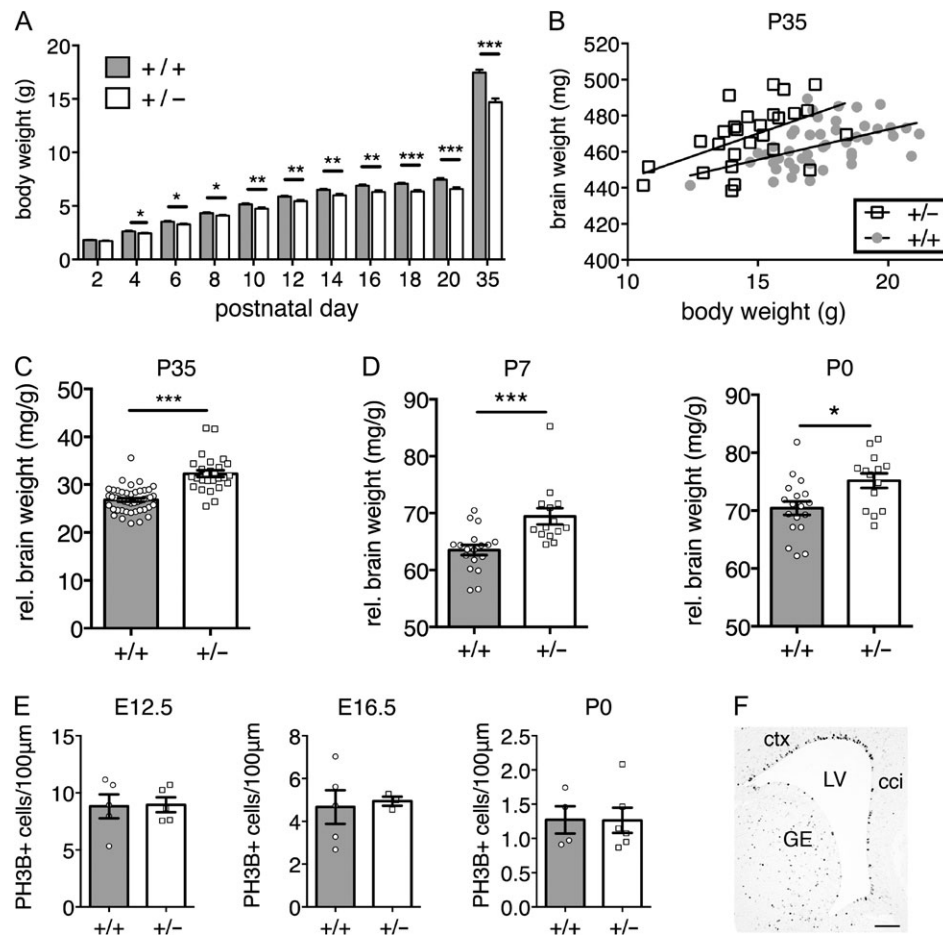 A
body weight (g)
20
15
10
5
0
+/+
+/−
*
*
*
**
**
**
**
***
***
***
2 4 6 8 10 12 14 16 18 20 35
postnatal day
B
P35
brain weight (mg)
520
500
480
460
440
420
400
+/−
+/+
10 15 20
body weight (g)
C
P35
rel. brain weight (mg/g)
50
40
30
20
10
0
***
+/+ +/−
D
P7
rel. brain weight (mg/g)
90
80
70
60
50
***
+/+ +/−
P0
rel. brain weight (mg/g)
90
80
70
60
50
*
+/+ +/−
E
E12.5
PH3B+ cells/100µm
15
10
5
0
+/+ +/−
E16.5
PH3B+ cells/100µm
8
6
4
2
0
+/+ +/−
P0
PH3B+ cells/100µm
2.5
2.0
1.5
1.0
0.5
0.0
+/+ +/−
F
ctx
LV
cci
GE